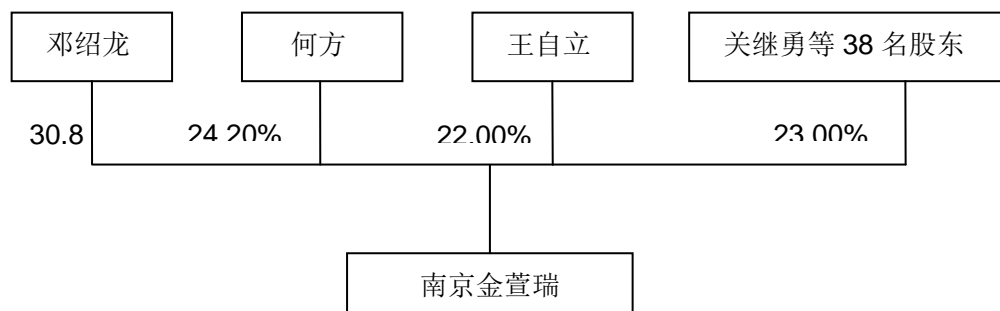 邓绍龙
何方
王自立
关继勇等 38 名股东
30.8
24.20%
22.00%
23.00%
南京金萱瑞